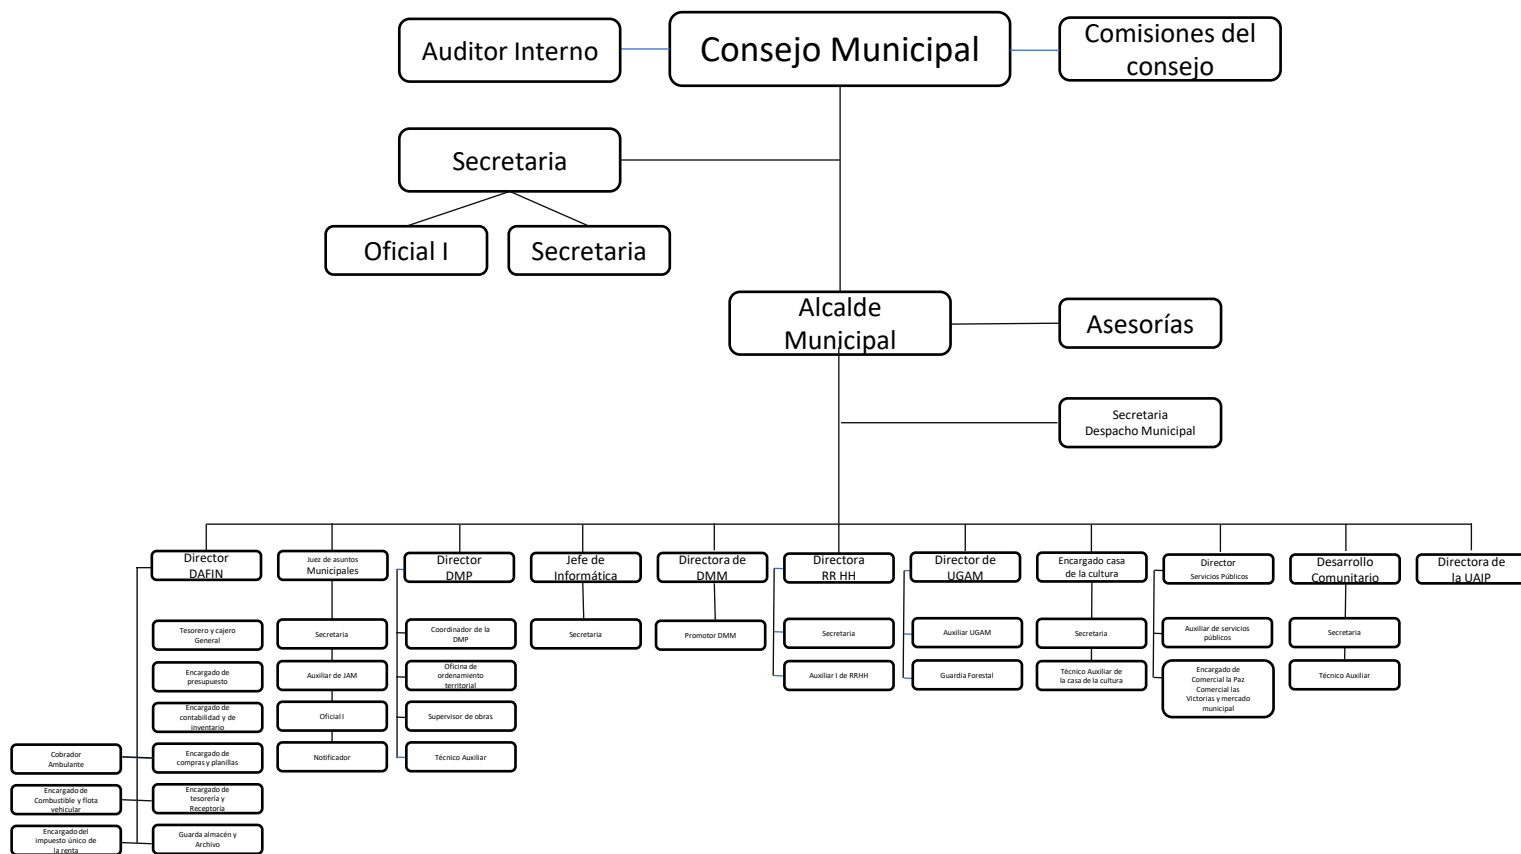 Auditor Interno
Consejo Municipal
Comisiones del
consejo
Secretaria
Oficial I
Secretaria
Alcalde
Municipal
Asesorías
Secretaria
Despacho Municipal
Director
DAFIN
Juez de asuntos
Municipales
Director
DMP
Jefe de
Informática
Directora de
DMM
Directora
RR HH
Director de
UGAM
Encargado casa
de la cultura
Director
Servicios Públicos
Desarrollo
Comunitario
Directora de
la UAIP
Tesorero y cajero
General
Encargado de
presupuesto
Encargado de
contabilidad y de
inventario
Cobrador
Ambulante
Encargado de
compras y planillas
Encargado de
Combustible y flota
vehicular
Encargado de
tesorería y
Receptoría
Encargado del
impuesto único de
la renta
Guarda almacén y
Archivo
Secretaria
Auxiliar de JAM
Oficial I
Notificador
Coordinador de la
DMP
Oficina de
ordenamiento
territorial
Supervisor de obras
Técnico Auxiliar
Secretaria
Promotor DMM
Secretaria
Auxiliar I de RRHH
Auxiliar UGAM
Guardia Forestal
Secretaria
Técnico Auxiliar de
la casa de la cultura
Auxiliar de servicios
públicos
Encargado de
Comercial la Paz
Comercial las
Victorias y mercado
municipal
Secretaria
Técnico Auxiliar